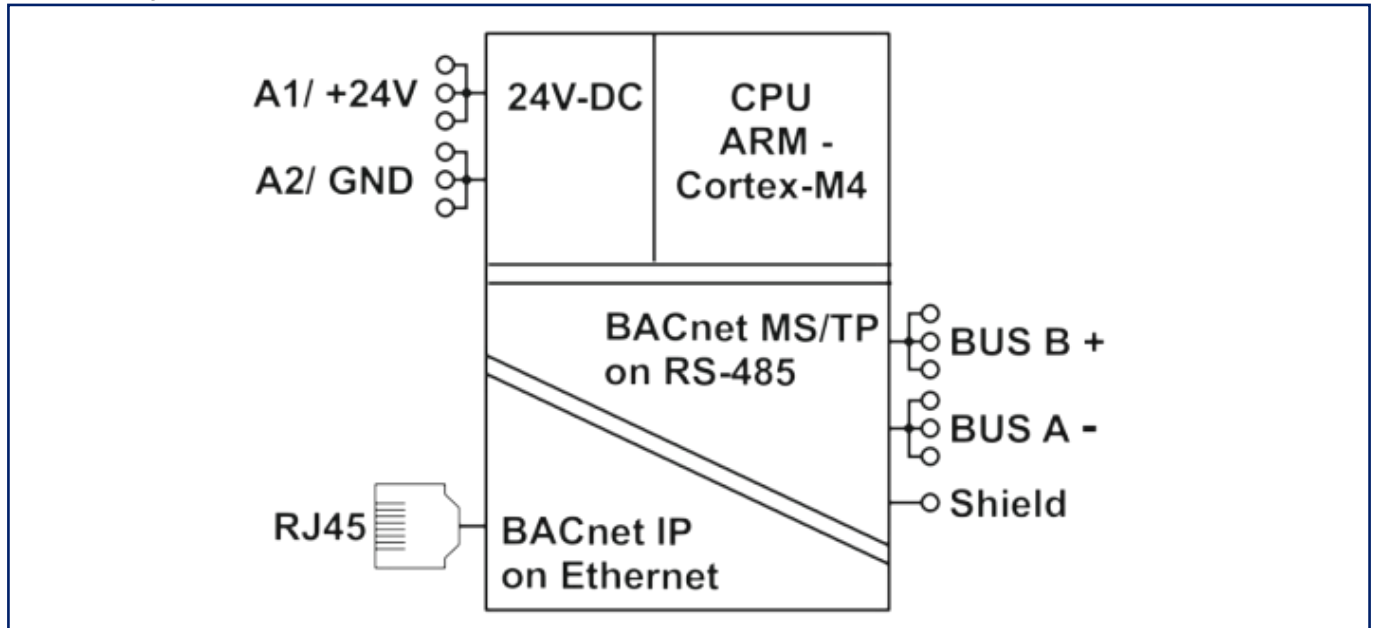 A1/ +24V
24V-DC
CPU
ARM -
Cortex-M4
A2/ GND
BACnet MS/TP
on RS-485
BUS B +
BUS A -
Shield
RJ45
BACnet IP
on Ethernet